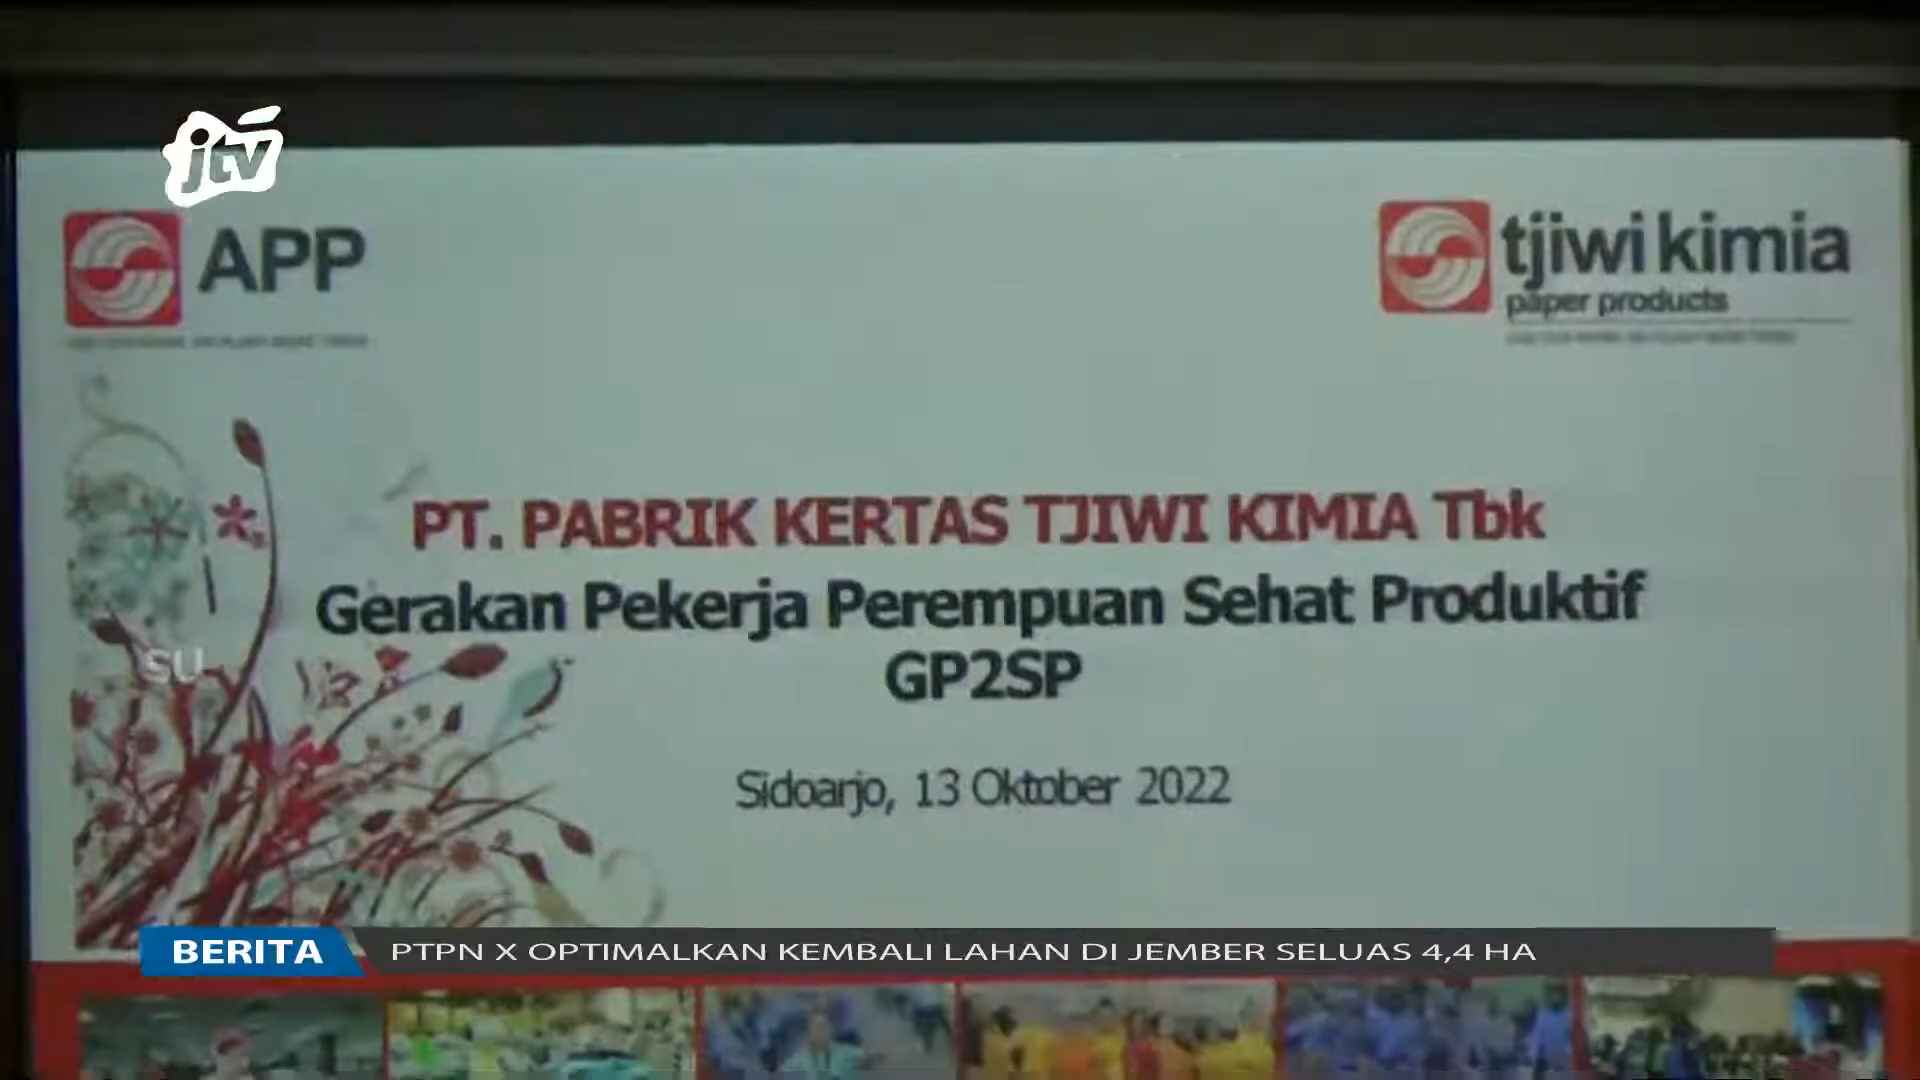 jtv
APP
tjiwi kimia
paper products
PT. PABRIK KERTAS TJIWI KIMIA Tbk
Gerakan Pekerja Perempuan Sehat Produktif
GP2SP
SU
Sidoarjo, 13 Oktober 2022
BERITA
PTPN X OPTIMALKAN KEMBALI LAHAN DI JEMBER SELUAS 4,4 HA